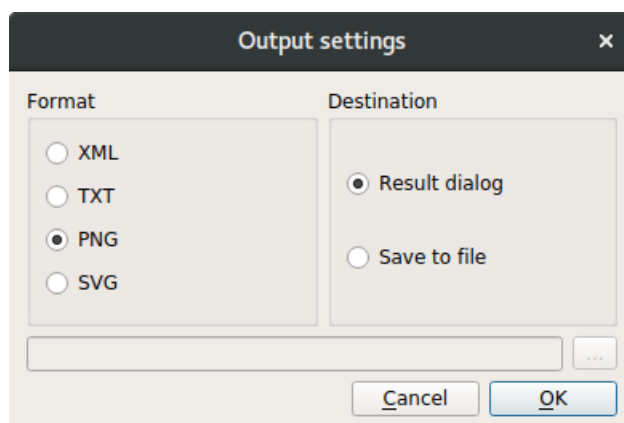 Output settings
Format
XML
TXT
PNG
SVG
Destination
Result dialog
Save to file
...
Cancel
OK